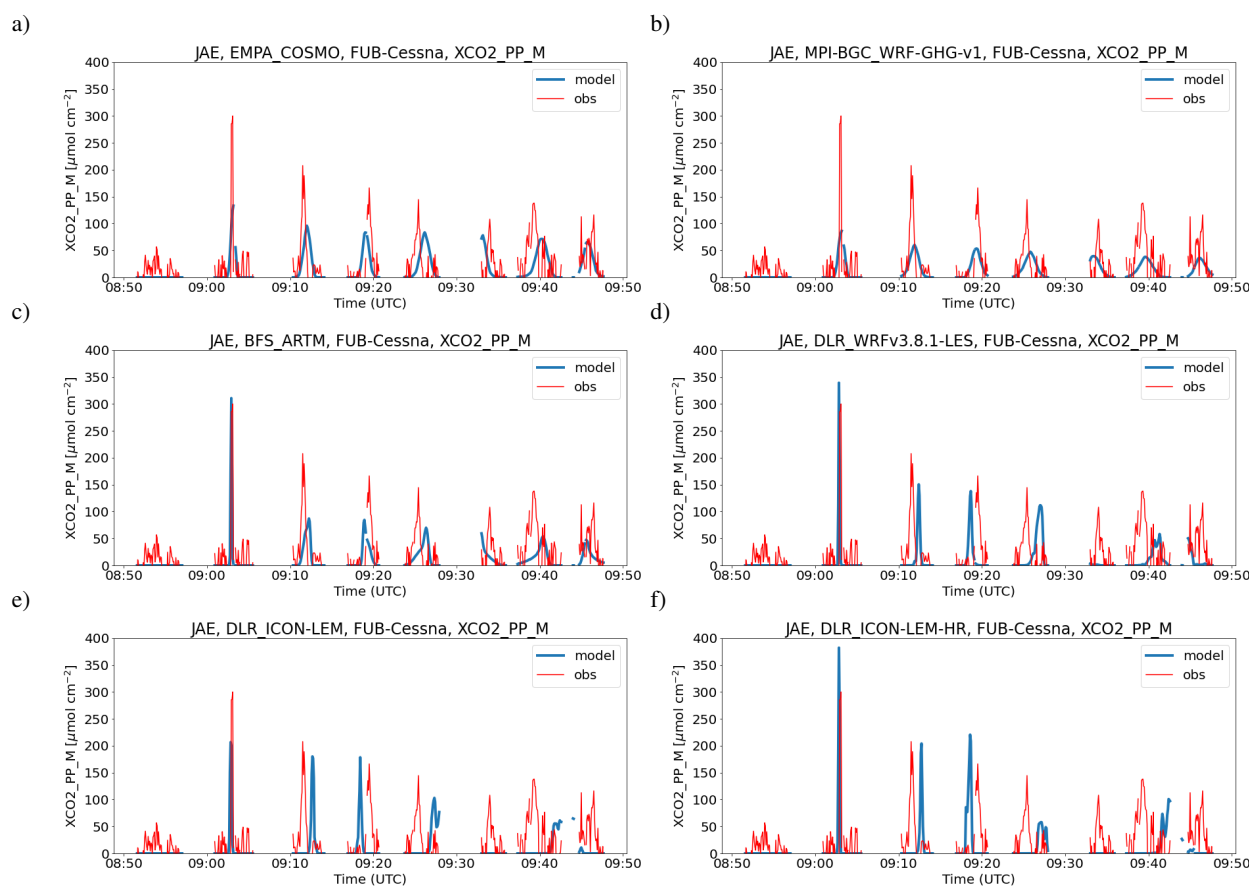 a)
JAE, EMPA_COSMO, FUB-Cessna, XCO2_PP_M
XCO2_PP_M [μmol cm⁻²]
400
350
300
250
200
150
100
50
0
model
obs
08:50 09:00 09:10 09:20 09:30 09:40 09:50
Time (UTC)
b)
JAE, MPI-BGC_WRF-GHG-v1, FUB-Cessna, XCO2_PP_M
XCO2_PP_M [μmol cm⁻²]
400
350
300
250
200
150
100
50
0
model
obs
08:50 09:00 09:10 09:20 09:30 09:40 09:50
Time (UTC)
c)
JAE, BFS_ARTM, FUB-Cessna, XCO2_PP_M
XCO2_PP_M [μmol cm⁻²]
400
350
300
250
200
150
100
50
0
model
obs
08:50 09:00 09:10 09:20 09:30 09:40 09:50
Time (UTC)
d)
JAE, DLR_WRFv3.8.1-LES, FUB-Cessna, XCO2_PP_M
XCO2_PP_M [μmol cm⁻²]
400
350
300
250
200
150
100
50
0
model
obs
08:50 09:00 09:10 09:20 09:30 09:40 09:50
Time (UTC)
e)
JAE, DLR_ICON-LEM, FUB-Cessna, XCO2_PP_M
XCO2_PP_M [μmol cm⁻²]
400
350
300
250
200
150
100
50
0
model
obs
08:50 09:00 09:10 09:20 09:30 09:40 09:50
Time (UTC)
f)
JAE, DLR_ICON-LEM-HR, FUB-Cessna, XCO2_PP_M
XCO2_PP_M [μmol cm⁻²]
400
350
300
250
200
150
100
50
0
model
obs
08:50 09:00 09:10 09:20 09:30 09:40 09:50
Time (UTC)